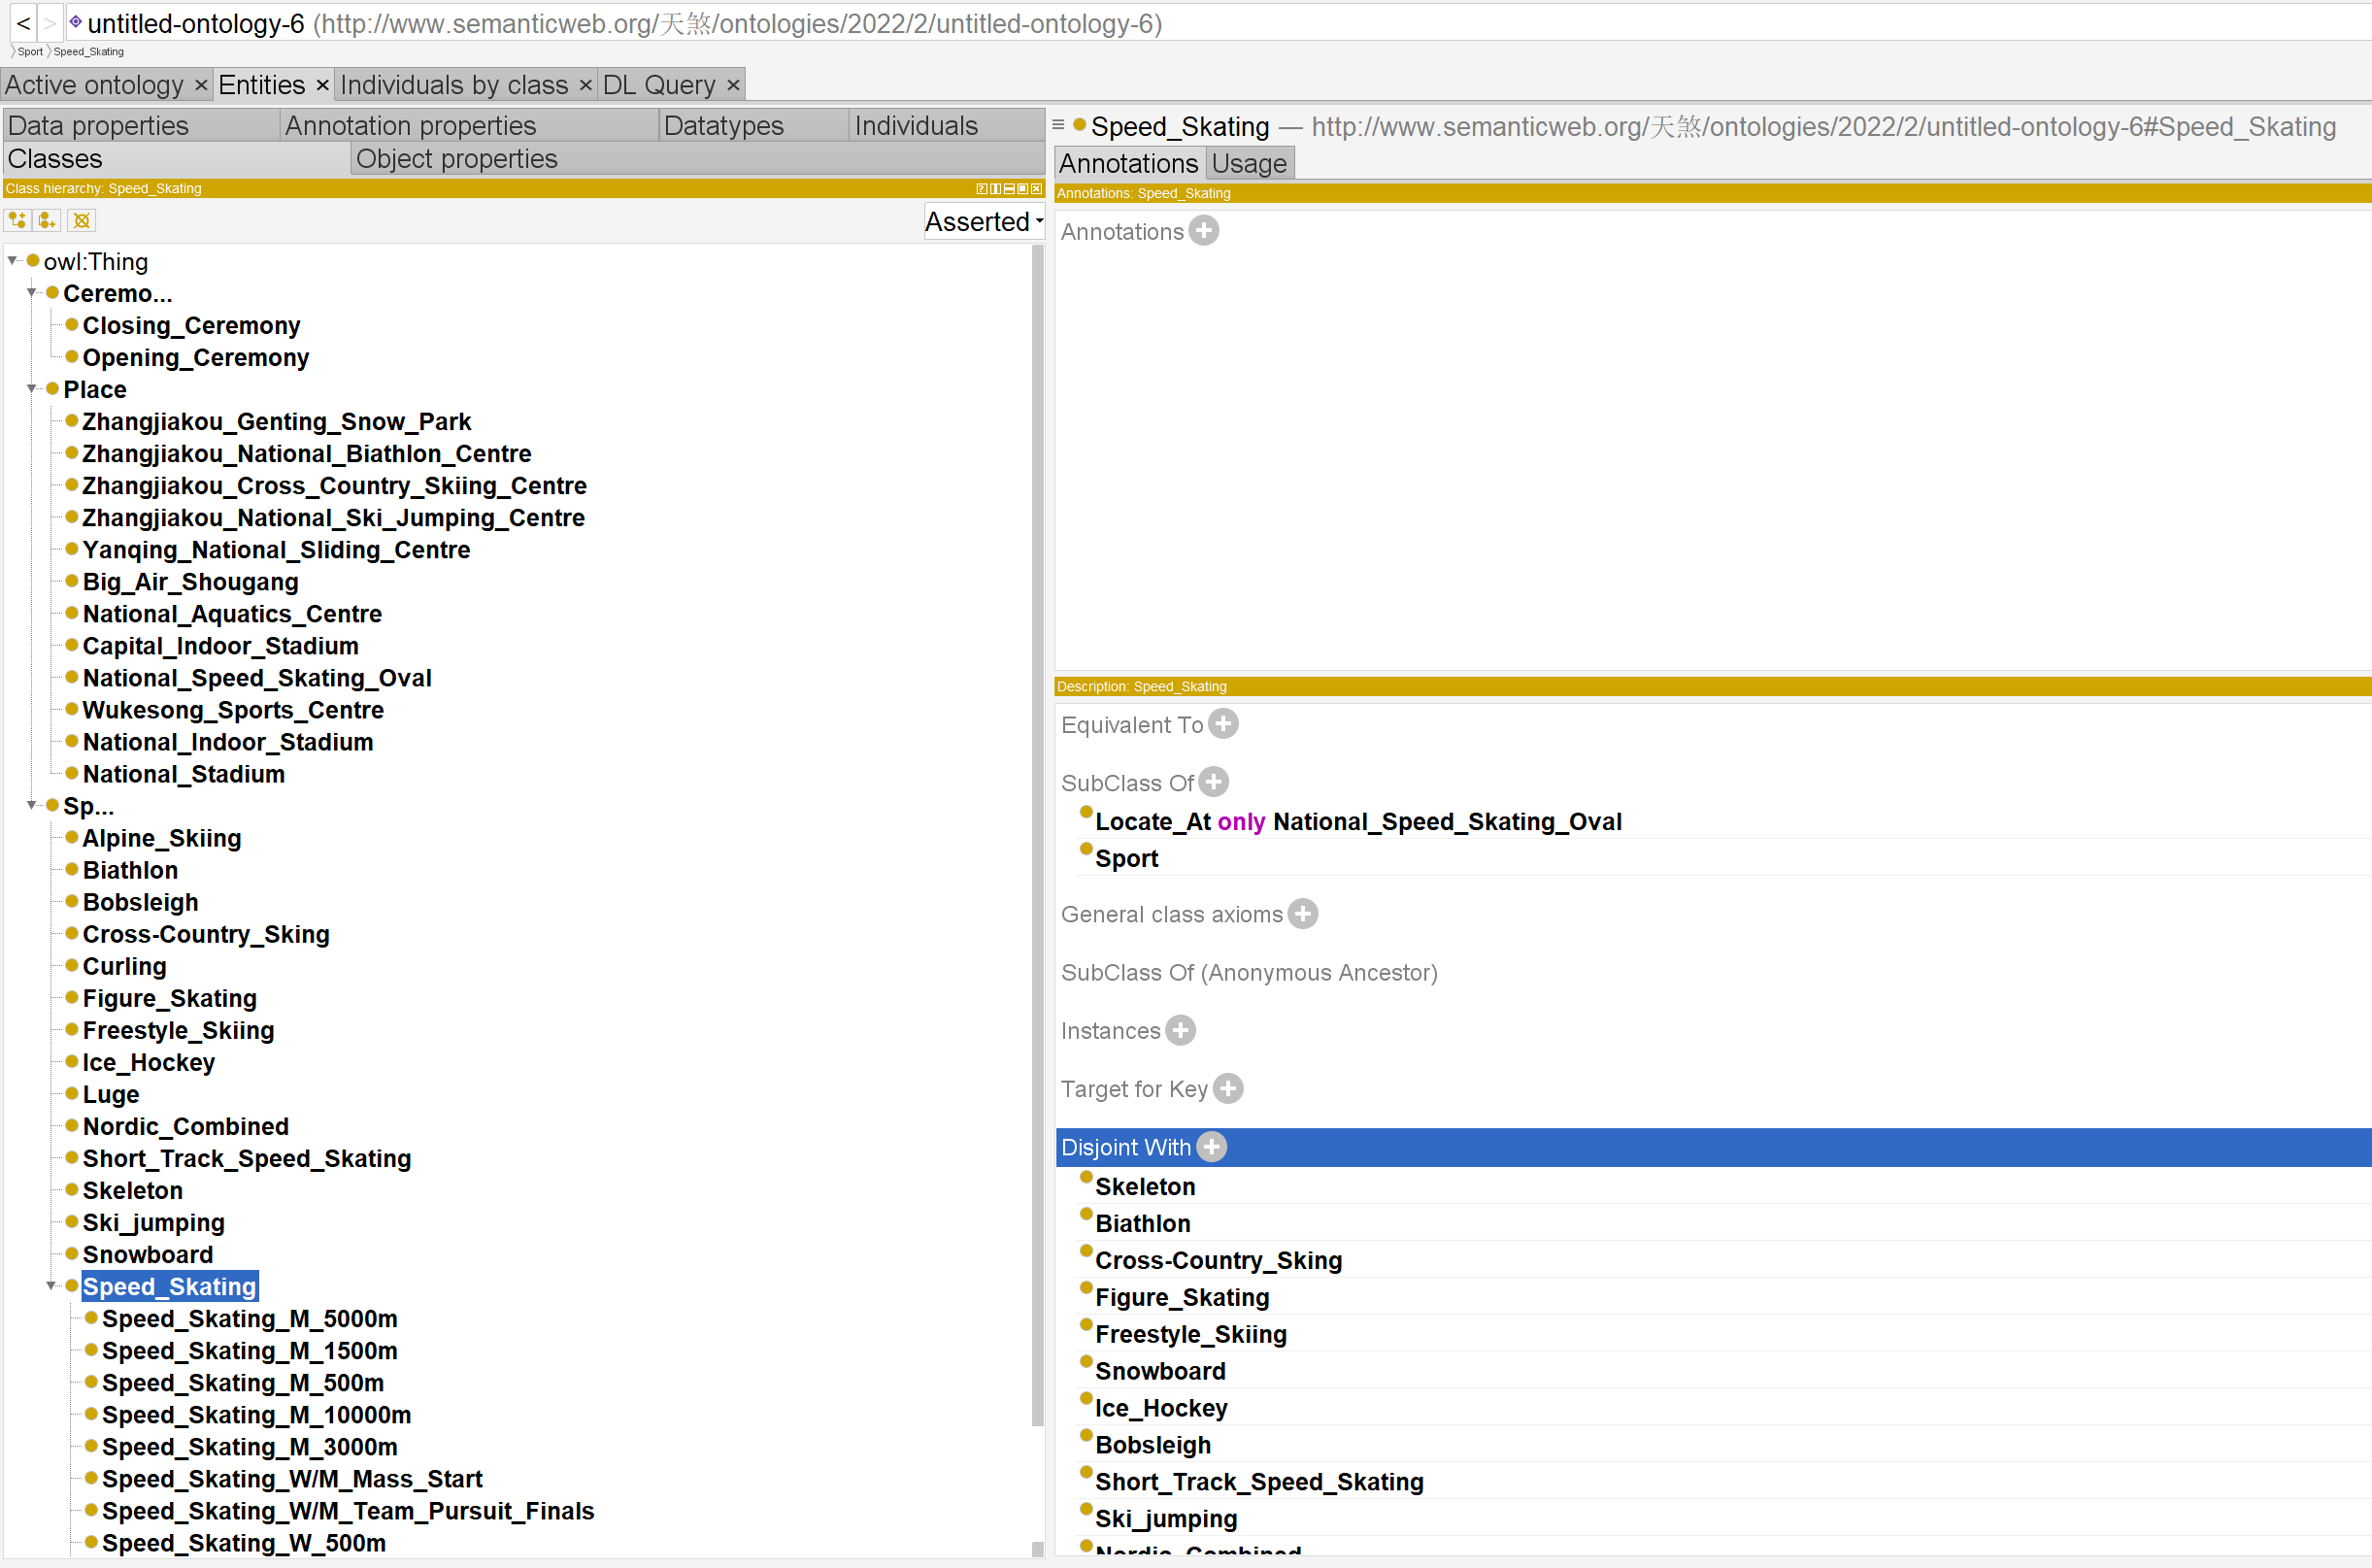 < > untitled-ontology-6 (http://www.semanticweb.org/天煞/ontologies/2022/2/untitled-ontology-6)
Sport Speed_Skating
Active ontology × Entities × Individuals by class × DL Query ×
Data properties Annotation properties Datatypes Individuals
Classes Object properties
Class hierarchy: Speed_Skating
Asserted
owl:Thing
Ceremo...
Closing_Ceremony
Opening_Ceremony
Place
Zhangjiakou_Genting_Snow_Park
Zhangjiakou_National_Biathlon_Centre
Zhangjiakou_Cross_Country_Skiing_Centre
Zhangjiakou_National_Ski_Jumping_Centre
Yanqing_National_Sliding_Centre
Big_Air_Shougang
National_Aquatics_Centre
Capital_Indoor_Stadium
National_Speed_Skating_Oval
Wukesong_Sports_Centre
National_Indoor_Stadium
National_Stadium
Sp...
Alpine_Skiing
Biathlon
Bobsleigh
Cross-Country_Sking
Curling
Figure_Skating
Freestyle_Skiing
Ice_Hockey
Luge
Nordic_Combined
Short_Track_Speed_Skating
Skeleton
Ski_jumping
Snowboard
Speed_Skating
Speed_Skating_M_5000m
Speed_Skating_M_1500m
Speed_Skating_M_500m
Speed_Skating_M_10000m
Speed_Skating_M_3000m
Speed_Skating_W/M_Mass_Start
Speed_Skating_W/M_Team_Pursuit_Finals
Speed_Skating_W_500m
Speed_Skating — http://www.semanticweb.org/天煞/ontologies/2022/2/untitled-ontology-6#Speed_Skating
Annotations Usage
Annotations: Speed_Skating
Annotations
Description: Speed_Skating
Equivalent To
SubClass Of
Locate_At only National_Speed_Skating_Oval
Sport
General class axioms
SubClass Of (Anonymous Ancestor)
Instances
Target for Key
Disjoint With
Skeleton
Biathlon
Cross-Country_Sking
Figure_Skating
Freestyle_Skiing
Snowboard
Ice_Hockey
Bobsleigh
Short_Track_Speed_Skating
Ski_jumping
Nordic_Combined